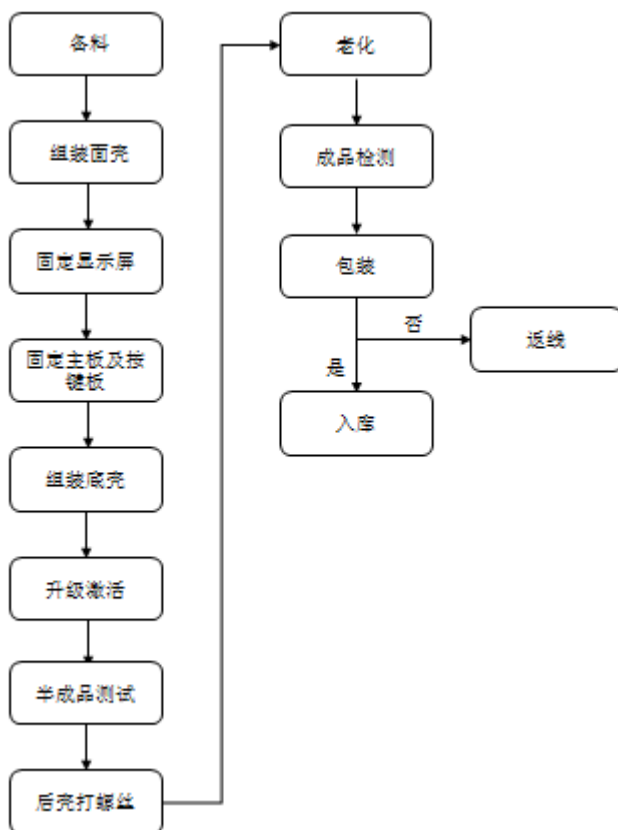 备料
组装面壳
固定显示屏
固定主板及按
键板
组装底壳
升级激活
半成品测试
后壳打螺丝
老化
成品检测
包装
否
返线
是
入库